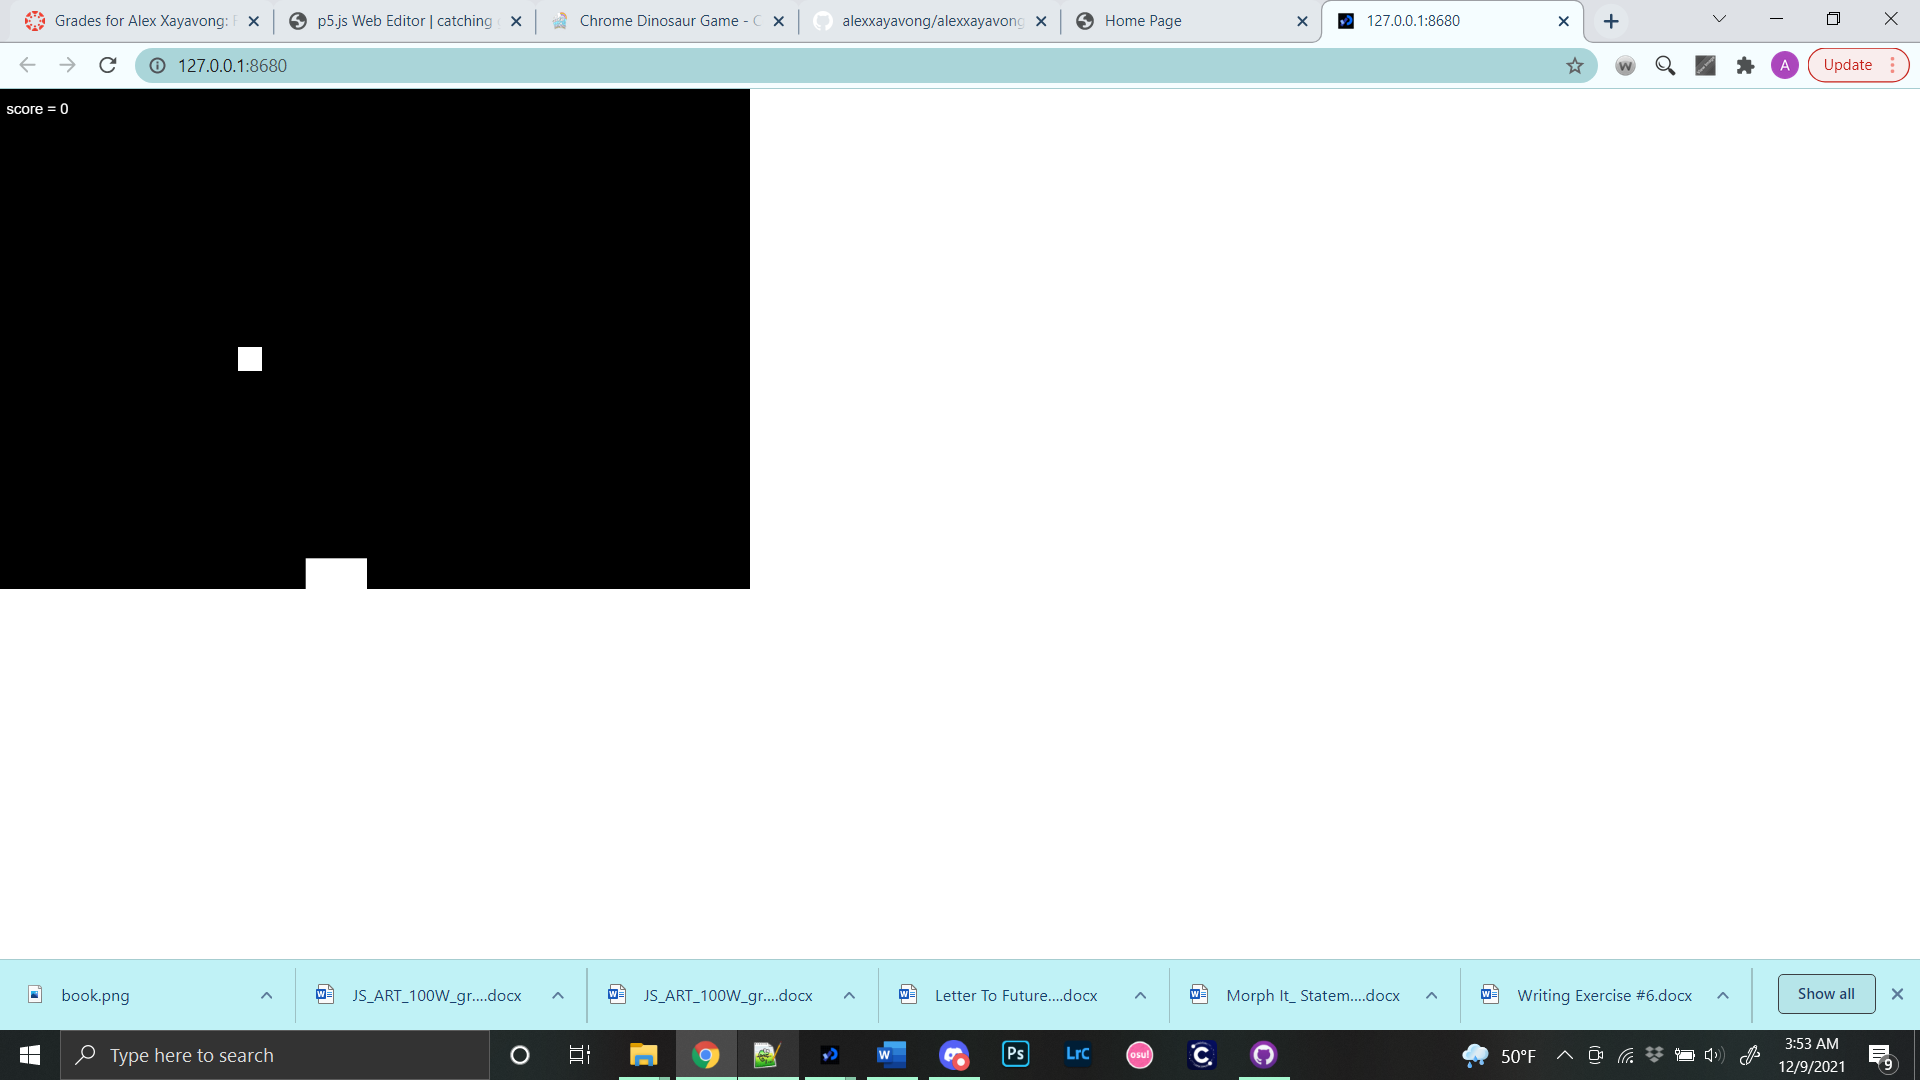 Grades for Alex Xayavong:
p5.js Web Editor | catching
Chrome Dinosaur Game - C
alexxayavong/alexxayavong
Home Page
127.0.0.1:8680
127.0.0.1:8680
W
A
Update
score = 0
book.png
JS_ART_100W_gr....docx
JS_ART_100W_gr....docx
Letter To Future....docx
Morph It_ Statem....docx
Writing Exercise #6.docx
Show all
Type here to search
W
Ps
LrC
osu!
C
50°F
3:53 AM
12/9/2021
9